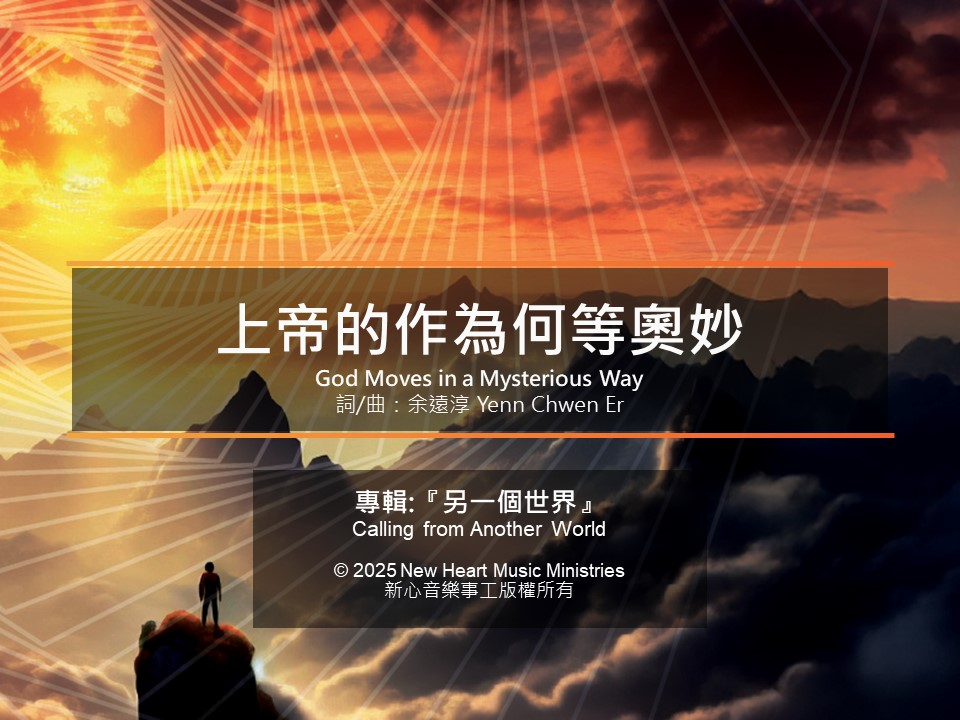 上帝的作為何等奧妙
God Moves in a Mysterious Way
詞/曲：余遠淳 Yenn Chwen Er
專輯:『另一個世界』
Calling from Another World
© 2025 New Heart Music Ministries
新心音樂事工版權所有